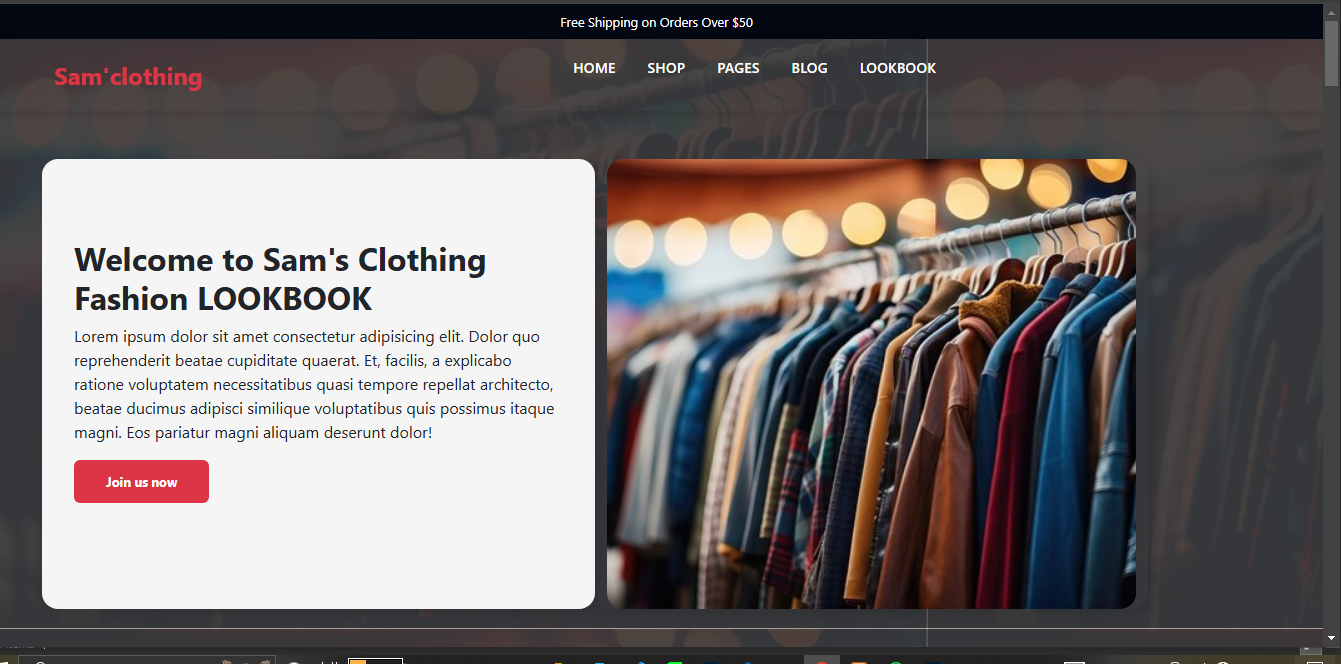 Free Shipping on Orders Over $50
Sam'clothing
HOME SHOP PAGES BLOG LOOKBOOK
Welcome to Sam's Clothing
Fashion LOOKBOOK
Lorem ipsum dolor sit amet consectetur adipisicing elit. Dolor quo
reprehenderit beatae cupiditate quaerat. Et, facilis, a explicabo
ratione voluptatem necessitatibus quasi tempore repellat architecto,
beatae ducimus adipisci similique voluptatibus quis possimus itaque
magni. Eos pariatur magni aliquam deserunt dolor!
Join us now